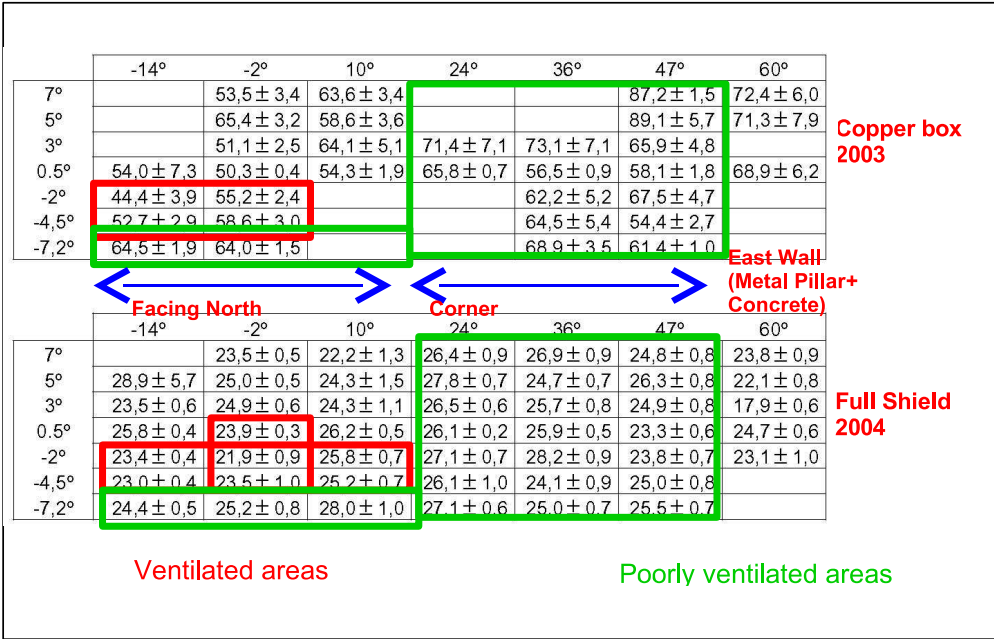 -14º -2º 10º 24º 36º 47º 60º
7º 53,5 ± 3,4 63,6 ± 3,4 87,2 ± 1,5 72,4 ± 6,0
5º 65,4 ± 3,2 58,6 ± 3,6 89,1 ± 5,7 71,3 ± 7,9
3º 51,1 ± 2,5 64,1 ± 5,1 71,4 ± 7,1 73,1 ± 7,1 65,9 ± 4,8
0.5º 54,0 ± 7,3 50,3 ± 0,4 54,3 ± 1,9 65,8 ± 0,7 56,5 ± 0,9 58,1 ± 1,8 68,9 ± 6,2
-2º 44,4 ± 3,9 55,2 ± 2,4 62,2 ± 5,2 67,5 ± 4,7
-4,5º 52,7 ± 2,9 58,6 ± 3,0 64,5 ± 5,4 54,4 ± 2,7
-7,2º 64,5 ± 1,9 64,0 ± 1,5 68,9 ± 3,5 61,4 ± 1,0
Copper box
2003
East Wall
(Metal Pillar+
Concrete)
Facing North
Corner
-14º -2º 10º 24º 36º 47º 60º
7º 23,5 ± 0,5 22,2 ± 1,3 26,4 ± 0,9 26,9 ± 0,9 24,8 ± 0,8 23,8 ± 0,9
5º 28,9 ± 5,7 25,0 ± 0,5 24,3 ± 1,5 27,8 ± 0,7 24,7 ± 0,7 26,3 ± 0,8 22,1 ± 0,8
3º 23,5 ± 0,6 24,9 ± 0,6 24,3 ± 1,1 26,5 ± 0,6 25,7 ± 0,8 24,9 ± 0,8 17,9 ± 0,6
0.5º 25,8 ± 0,4 23,9 ± 0,3 26,2 ± 0,5 26,1 ± 0,2 25,9 ± 0,5 23,3 ± 0,6 24,7 ± 0,6
-2º 23,4 ± 0,4 21,9 ± 0,9 25,8 ± 0,7 27,1 ± 0,7 28,2 ± 0,9 23,8 ± 0,7 23,1 ± 1,0
-4,5º 23,0 ± 0,4 23,5 ± 1,0 25,2 ± 0,7 26,1 ± 1,0 24,1 ± 0,9 25,0 ± 0,8
-7,2º 24,4 ± 0,5 25,2 ± 0,8 28,0 ± 1,0 27,1 ± 0,6 25,0 ± 0,7 25,5 ± 0,7
Full Shield
2004
Ventilated areas
Poorly ventilated areas